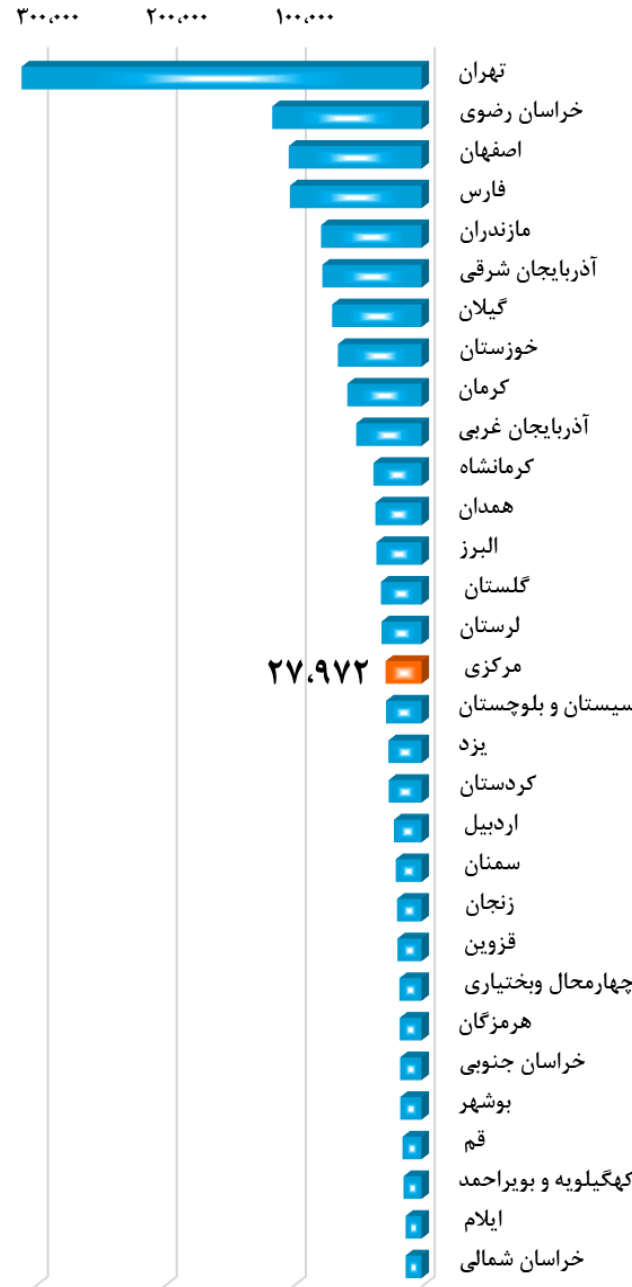 ۳۰۰،۰۰۰ ۲۰۰،۰۰۰ ۱۰۰،۰۰۰
تهران
خراسان رضوی
اصفهان
فارس
مازندران
آذربایجان شرقی
گیلان
خوزستان
کرمان
آذربایجان غربی
کرمانشاه
همدان
البرز
گلستان
لرستان
مرکزی ۲۷،۹۷۲
سیستان و بلوچستان
یزد
کردستان
اردبیل
سمنان
زنجان
قزوین
چهارمحال وبختیاری
هرمزگان
خراسان جنوبی
بوشهر
قم
کهگیلویه و بویراحمد
ایلام
خراسان شمالی